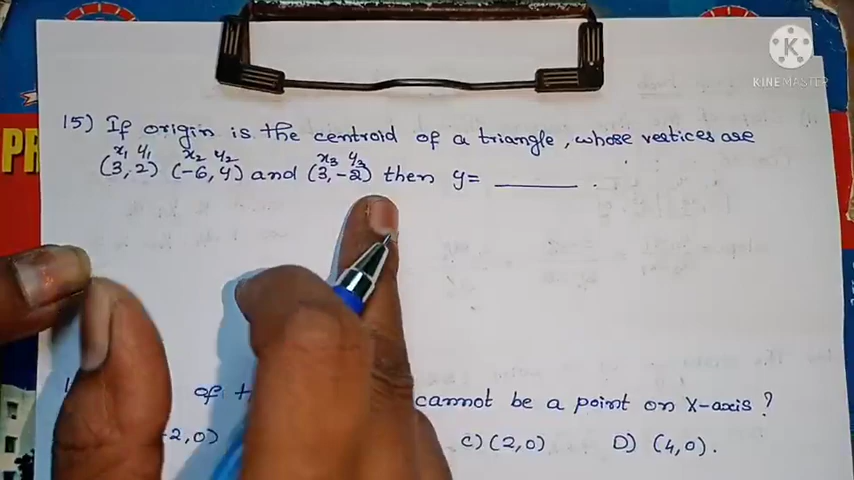 K
KINEMASTER
15) If origin is the centroid of a triangle, whose vertices are
x₁ y₁ x₂ y₂ x₃ y₃
(3,2) (-6,y) and (3,-2) then y= ______ .
of cannot be a point on X-axis ?
-2,0) C) (2,0) D) (4,0).